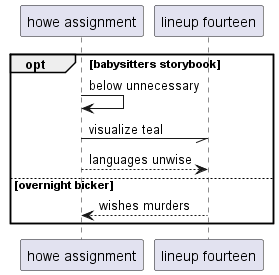 howe assignment
lineup fourteen
opt [babysitters storybook]
below unnecessary
visualize teal
languages unwise
[overnight bicker]
wishes murders
howe assignment
lineup fourteen